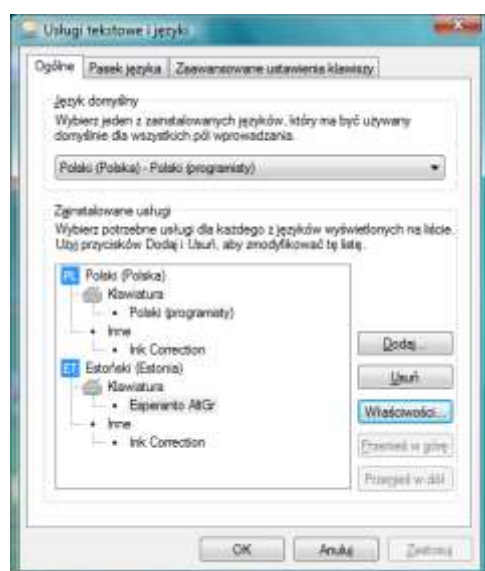 Usługi tekstowe i języki
Ogólne Pasek języka Zaawansowane ustawienia klawiszy
Język domyślny
Wybierz jeden z zainstalowanych języków, który ma być używany
domyślnie dla wszystkich pól wprowadzania.
Polski (Polska) - Polski (programisty)
Zainstalowane usługi
Wybierz potrzebne usługi dla każdego z języków wyświetlonych na liście.
Użyj przycisków Dodaj i Usuń, aby zmodyfikować tę listę.
PL Polski (Polska)
Klawiatura
Polski (programisty)
Inne
Ink Correction
ET Estoński (Estonia)
Klawiatura
Esperanto AltGr
Inne
Ink Correction
Dodaj...
Usuń
Właściwości...
Przenieś w górę
Przenieś w dół
OK Anuluj Zastosuj